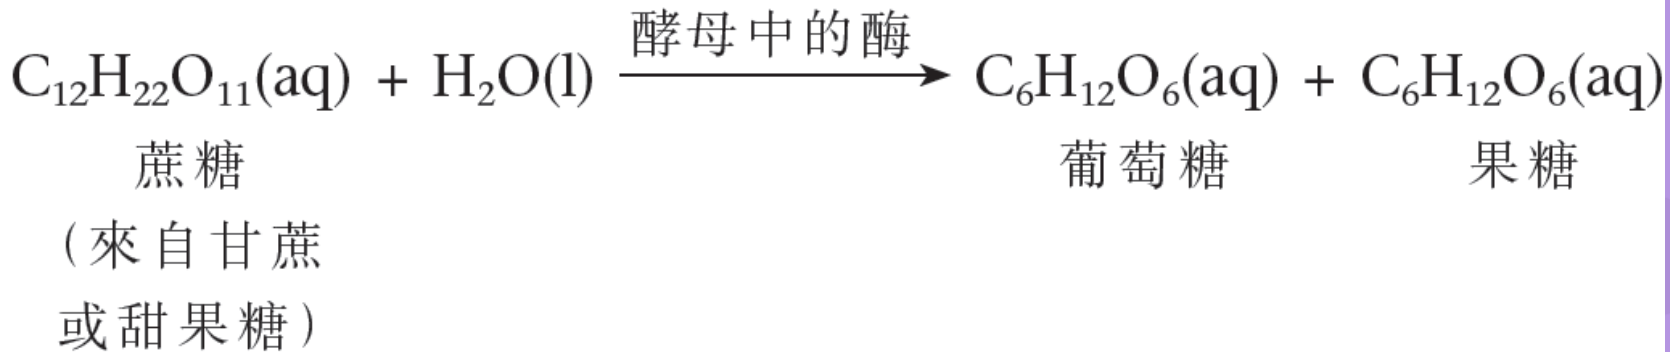 酵母中的酶
C₁₂H₂₂O₁₁(aq) + H₂O(l) ⟶ C₆H₁₂O₆(aq) + C₆H₁₂O₆(aq)
蔗糖 葡萄糖 果糖
(來自甘蔗
或甜果糖)